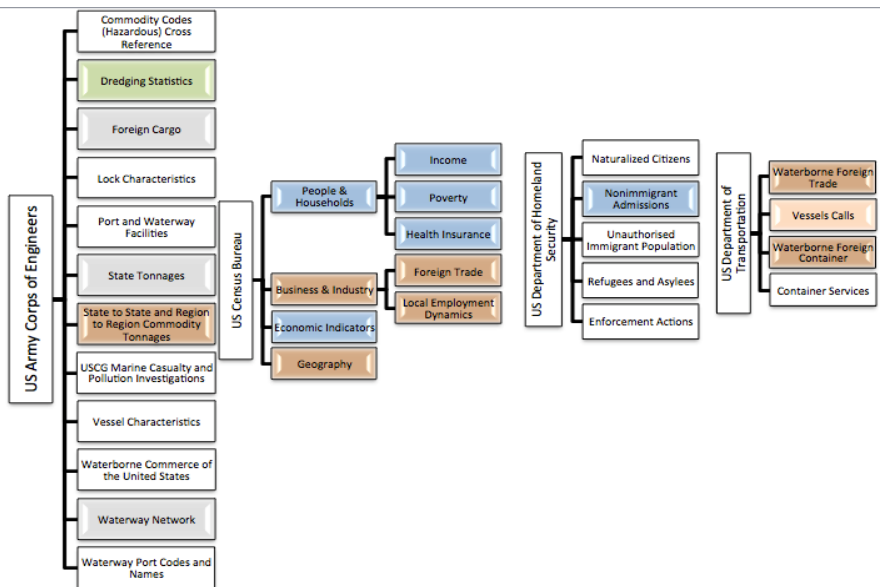 US Army Corps of Engineers
Commodity Codes
(Hazardous) Cross
Reference
Dredging Statistics
Foreign Cargo
Lock Characteristics
Port and Waterway
Facilities
State Tonnages
State to State and Region
to Region Commodity
Tonnages
USCG Marine Casualty and
Pollution Investigations
Vessel Characteristics
Waterborne Commerce of
the United States
Waterway Network
Waterway Port Codes and
Names
US Census Bureau
People &
Households
Income
Poverty
Health Insurance
Business & Industry
Foreign Trade
Local Employment
Dynamics
Economic Indicators
Geography
US Department of Homeland
Security
Naturalized Citizens
Nonimmigrant
Admissions
Unauthorised
Immigrant Population
Refugees and Asylees
Enforcement Actions
US Department of
Transportation
Waterborne Foreign
Trade
Vessels Calls
Waterborne Foreign
Container
Container Services